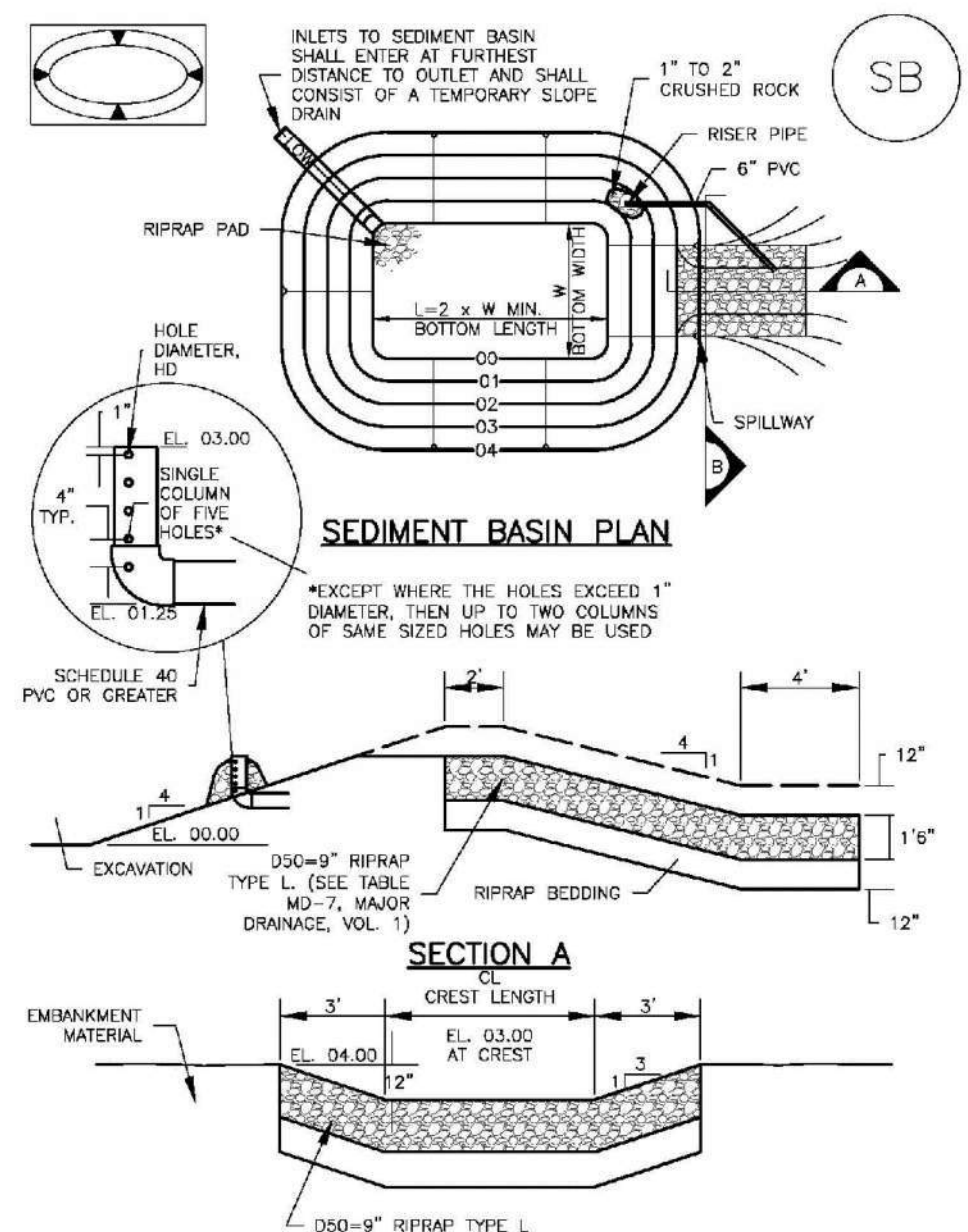 INLETS TO SEDIMENT BASIN
SHALL ENTER AT FURTHEST
DISTANCE TO OUTLET AND SHALL
CONSIST OF A TEMPORARY SLOPE
DRAIN
1" TO 2"
CRUSHED ROCK
SB
RISER PIPE
6" PVC
FLOW
RIPRAP PAD
A
L=2 x W MIN.
BOTTOM LENGTH
W
BOTTOM WIDTH
00
01
02
03
04
SPILLWAY
B
HOLE
DIAMETER,
HD
1"
EL. 03.00
4"
TYP.
SINGLE
COLUMN
OF FIVE
HOLES*
EL. 01.25
SEDIMENT BASIN PLAN
*EXCEPT WHERE THE HOLES EXCEED 1"
DIAMETER, THEN UP TO TWO COLUMNS
OF SAME SIZED HOLES MAY BE USED
SCHEDULE 40
PVC OR GREATER
2'
4'
4
1
12"
4
1
EL. 00.00
1'6"
EXCAVATION
D50=9" RIPRAP
TYPE L. (SEE TABLE
MD-7, MAJOR
DRAINAGE, VOL. 1)
RIPRAP BEDDING
12"
SECTION A
CL
CREST LENGTH
3'
3'
EMBANKMENT
MATERIAL
EL. 04.00
EL. 03.00
AT CREST
12"
3
1
D50=9" RIPRAP TYPE L